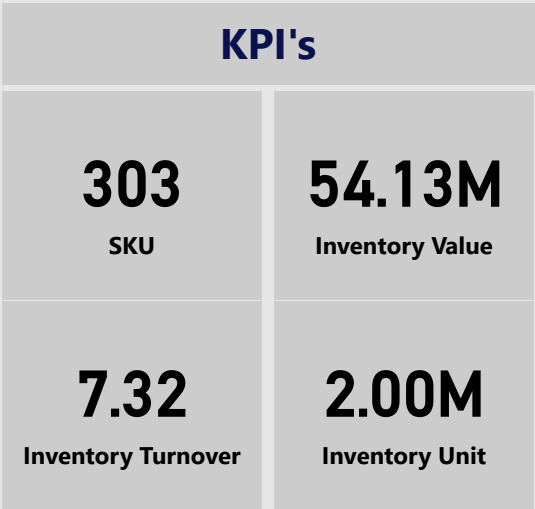 KPI's
303
SKU
54.13M
Inventory Value
7.32
Inventory Turnover
2.00M
Inventory Unit